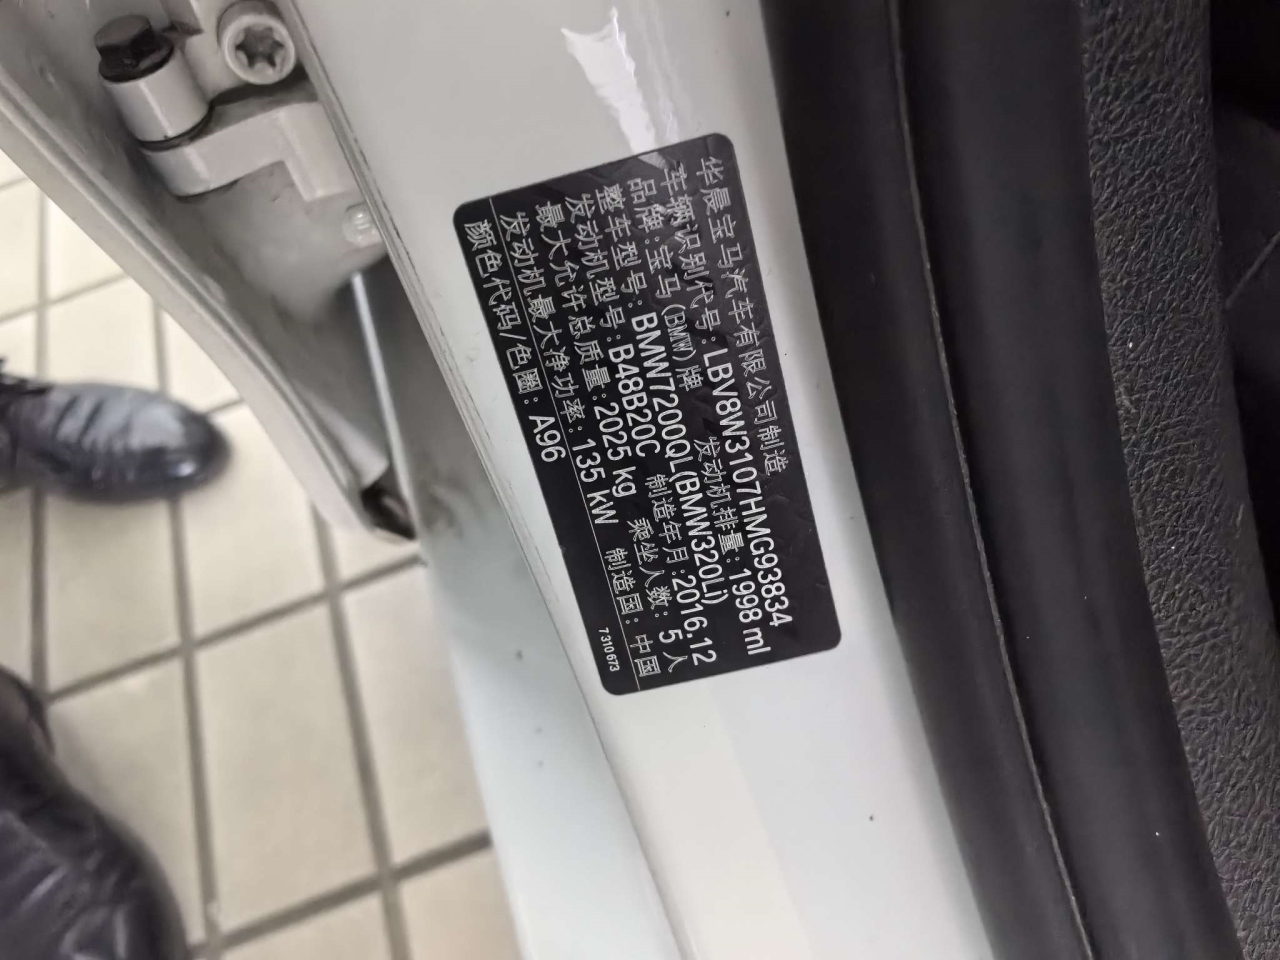 华晨宝马汽车有限公司制造
车辆识别代号: LBV8W3107HMG93834
品牌: 宝马 (BMW) 牌 发动机排量: 1998 ml
整车型号: BMW7200QL(BMW320Li)
发动机型号: B48B20C 制造年月: 2016.12
最大允许总质量: 2025 kg 乘坐人数: 5 人
发动机最大净功率: 135 kW
颜色代码/色圈: A96 制造国: 中国
7310673